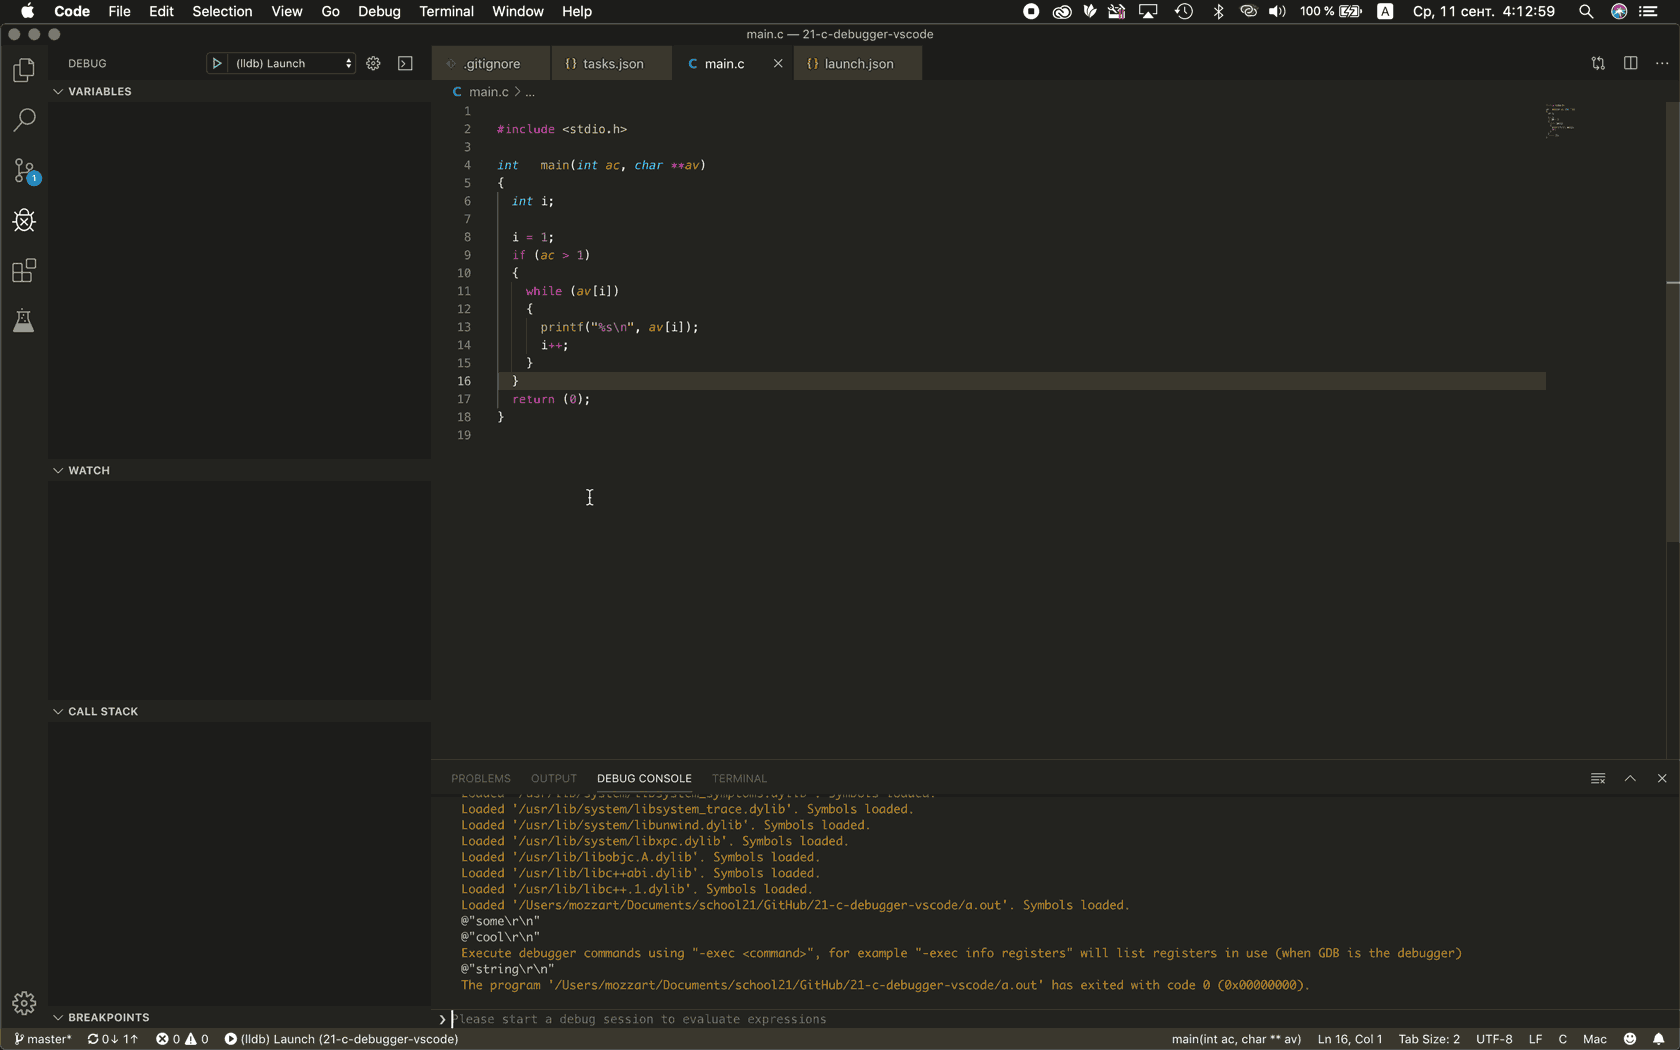 Code File Edit Selection View Go Debug Terminal Window Help 100 % A Ср, 11 сент. 4:12:59
main.c — 21-c-debugger-vscode
DEBUG (lldb) Launch .gitignore {} tasks.json C main.c {} launch.json
VARIABLES
C main.c > ...
1
2 #include <stdio.h>
3
4 int main(int ac, char **av)
5 {
6 int i;
7
8 i = 1;
9 if (ac > 1)
10 {
11 while (av[i])
12 {
13 printf("%s\n", av[i]);
14 i++;
15 }
16 }
17 return (0);
18 }
19
1
WATCH
CALL STACK
BREAKPOINTS
PROBLEMS OUTPUT DEBUG CONSOLE TERMINAL
Loaded '/usr/lib/system/libsystem_symptoms.dylib'. Symbols loaded.
Loaded '/usr/lib/system/libsystem_trace.dylib'. Symbols loaded.
Loaded '/usr/lib/system/libunwind.dylib'. Symbols loaded.
Loaded '/usr/lib/system/libxpc.dylib'. Symbols loaded.
Loaded '/usr/lib/libobjc.A.dylib'. Symbols loaded.
Loaded '/usr/lib/libc++abi.dylib'. Symbols loaded.
Loaded '/usr/lib/libc++.1.dylib'. Symbols loaded.
Loaded '/Users/mozzart/Documents/school21/GitHub/21-c-debugger-vscode/a.out'. Symbols loaded.
@"some\r\n"
@"cool\r\n"
Execute debugger commands using "-exec <command>", for example "-exec info registers" will list registers in use (when GDB is the debugger)
@"string\r\n"
The program '/Users/mozzart/Documents/school21/GitHub/21-c-debugger-vscode/a.out' has exited with code 0 (0x00000000).
Please start a debug session to evaluate expressions
master* 0↓ 1↑ 0 0 (lldb) Launch (21-c-debugger-vscode) main(int ac, char ** av) Ln 16, Col 1 Tab Size: 2 UTF-8 LF C Mac